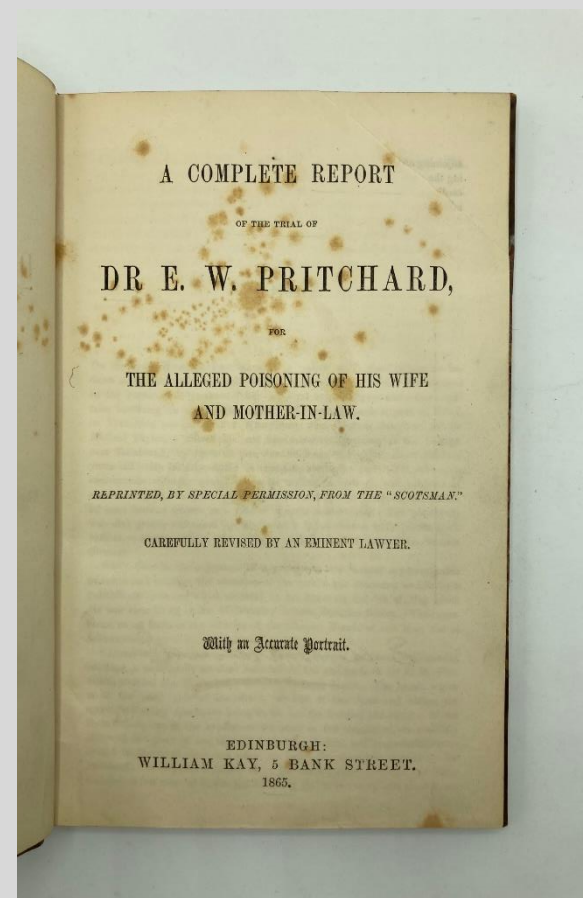 A COMPLETE REPORT
OF THE TRIAL OF
DR E. W. PRITCHARD,
FOR
THE ALLEGED POISONING OF HIS WIFE
AND MOTHER-IN-LAW.
REPRINTED, BY SPECIAL PERMISSION, FROM THE "SCOTSMAN."
CAREFULLY REVISED BY AN EMINENT LAWYER.
With an Accurate Portrait.
EDINBURGH:
WILLIAM KAY, 5 BANK STREET.
1865.